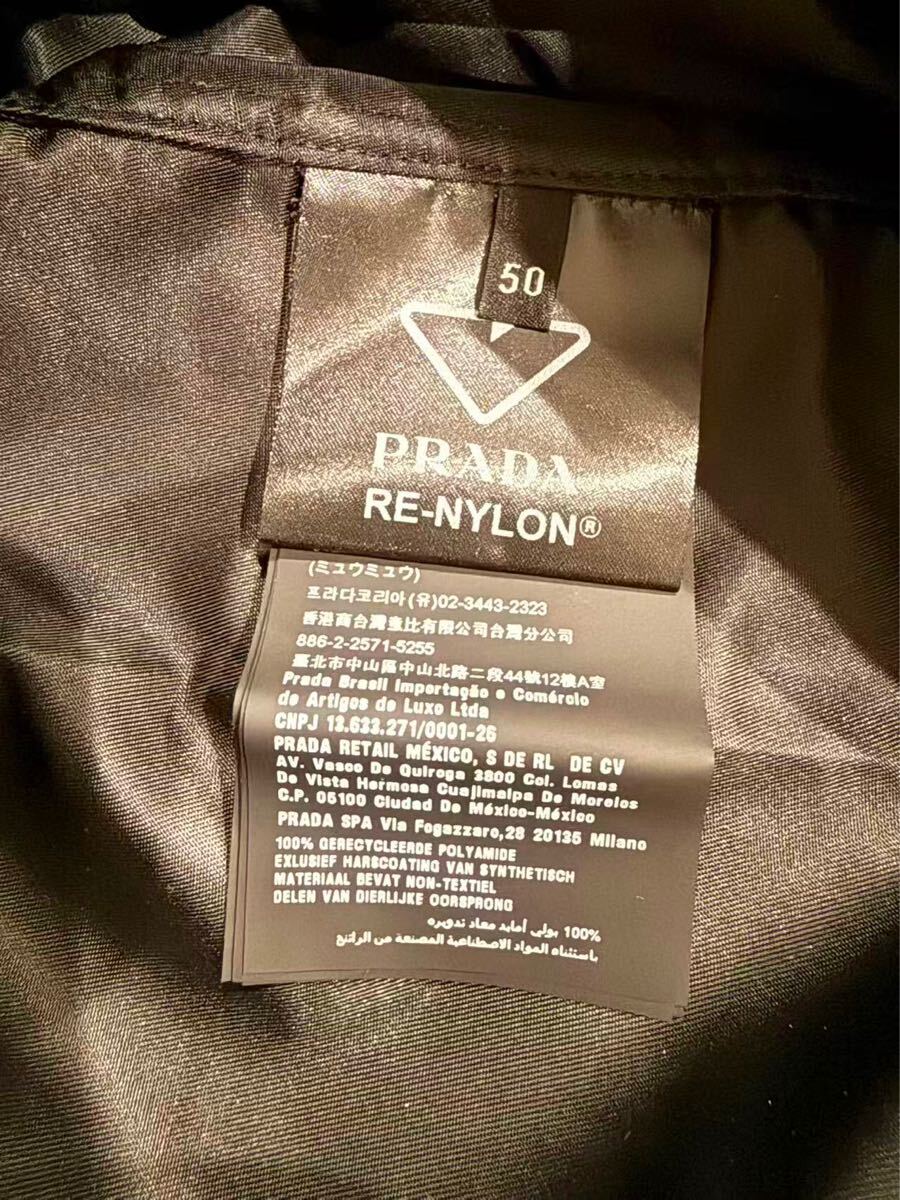 50
PRADA
RE-NYLON®
(ミュウミュウ)
프라다코리아(유)02-3443-2323
香港商台灣壹比有限公司台灣分公司
886-2-2571-5255
臺北市中山區中山北路二段44號12樓A室
Prada Brasil Importação e Comércio
de Artigos de Luxo Ltda
CNPJ 13.633.271/0001-26
PRADA RETAIL MÉXICO, S DE RL DE CV
AV. Vasco De Quiroga 3800 Col. Lomas
De Vista Hermosa Cuajimalpa De Morelos
C.P. 05100 Ciudad De México-México
PRADA SPA Via Fogazzaro,28 20135 Milano
100% GERECYCLEERDE POLYAMIDE
EXLUSIEF HARSCOATING VAN SYNTHETISCH
MATERIAAL BEVAT NON-TEXTIEL
DELEN VAN DIERLIJKE OORSPRONG
100% بولي أمايد معاد تدويره
باستثناء المواد الاصطناعية المصنعة من الراتنج